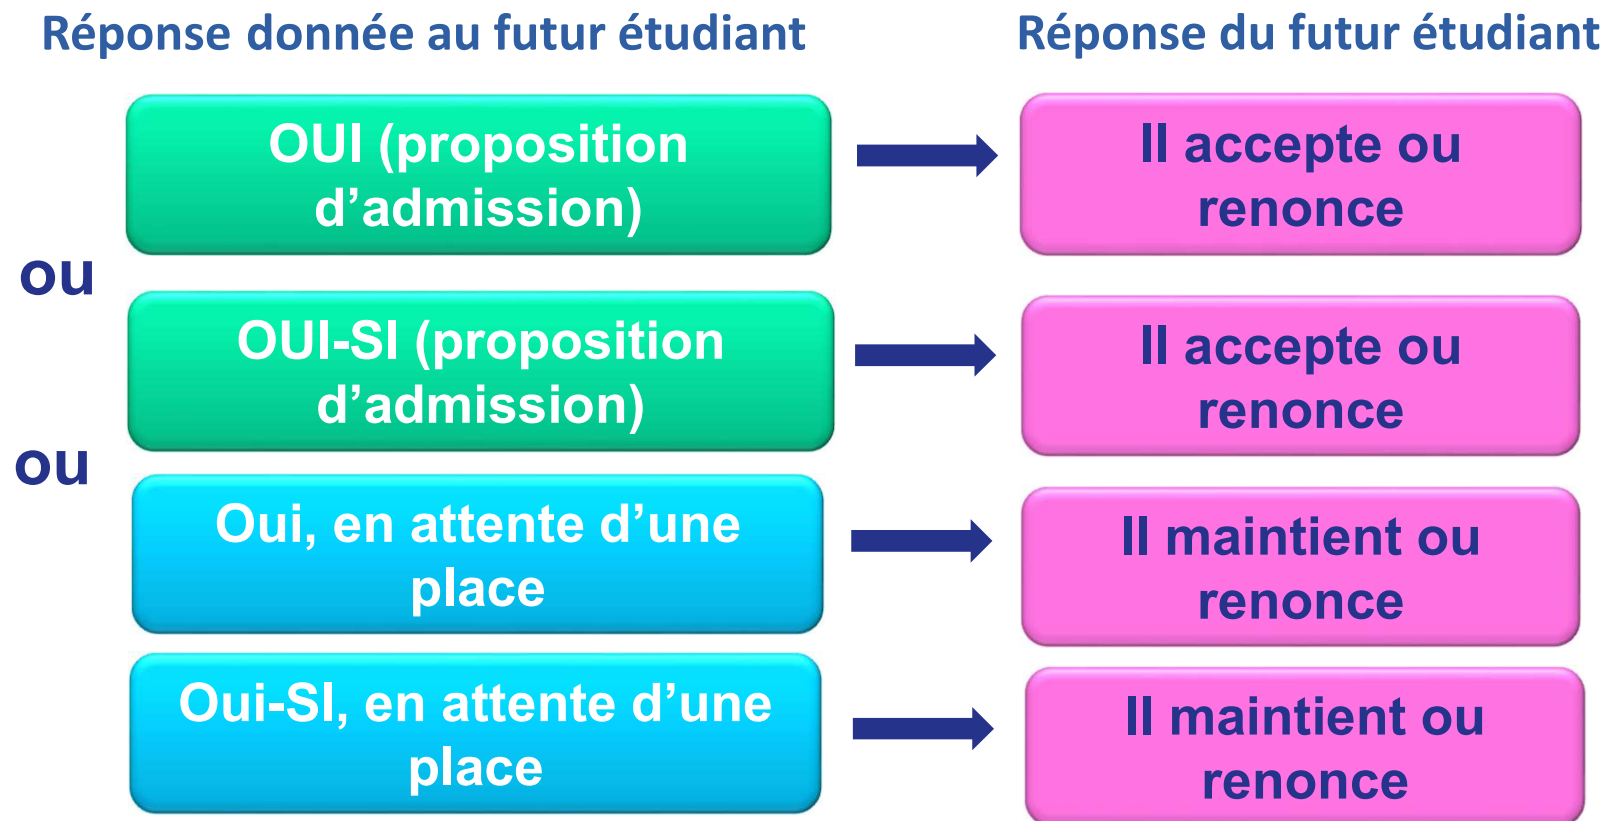 Réponse donnée au futur étudiant
Réponse du futur étudiant
OUI (proposition
d’admission)
Il accepte ou
renonce
ou
OUI-SI (proposition
d’admission)
Il accepte ou
renonce
ou
Oui, en attente d’une
place
Il maintient ou
renonce
Oui-SI, en attente d’une
place
Il maintient ou
renonce